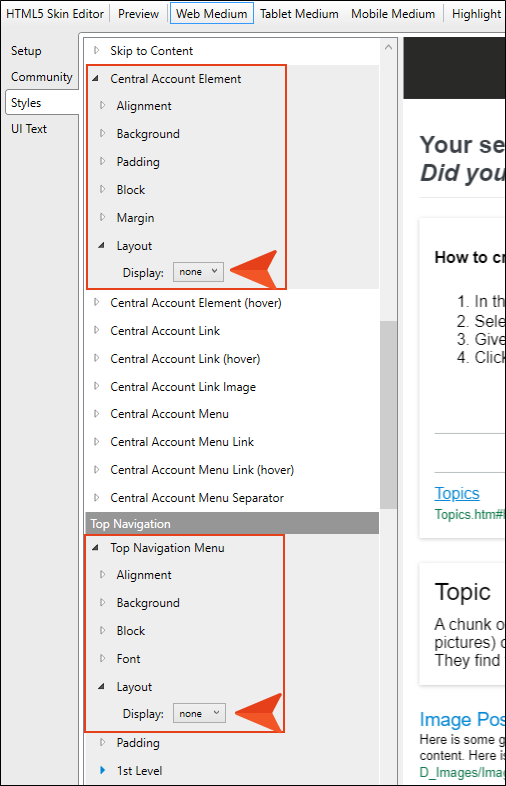 HTML5 Skin Editor Preview Web Medium Tablet Medium Mobile Medium Highlight
Setup
Community
Styles
UI Text
Skip to Content
Central Account Element
Alignment
Background
Padding
Block
Margin
Layout
Display: none
Central Account Element (hover)
Central Account Link
Central Account Link (hover)
Central Account Link Image
Central Account Menu
Central Account Menu Link
Central Account Menu Link (hover)
Central Account Menu Separator
Top Navigation
Top Navigation Menu
Alignment
Background
Block
Font
Layout
Display: none
Padding
1st Level
Your se
Did you
How to cr
1. In th
2. Sele
3. Give
4. Click
Topics
Topics.htm#
Topic
A chunk o
pictures) c
They find
Image Pos
Here is some g
content. Here is
D_Images/Imag